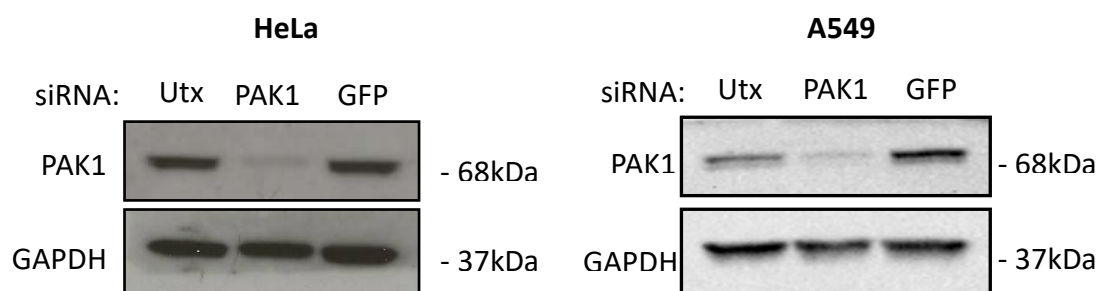 HeLa
siRNA: Utx PAK1 GFP
PAK1 - 68kDa
GAPDH - 37kDa
A549
siRNA: Utx PAK1 GFP
PAK1 - 68kDa
GAPDH - 37kDa